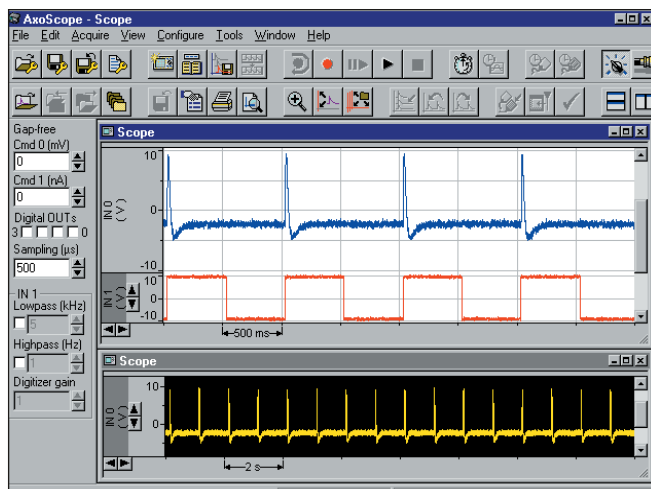 AxoScope - Scope
File Edit Acquire View Configure Tools Window Help
Gap-free
Cmd 0 (mV)
0
Cmd 1 (nA)
0
Digital OUTs
3 0
Sampling (µs)
500
IN 1
Lowpass (kHz)
5
Highpass (Hz)
1
Digitizer gain
1
Scope
10
0
-10
IN 0
(V)
10
0
-10
IN 1
(V)
500 ms
Scope
10
0
IN 0
(V)
2 s